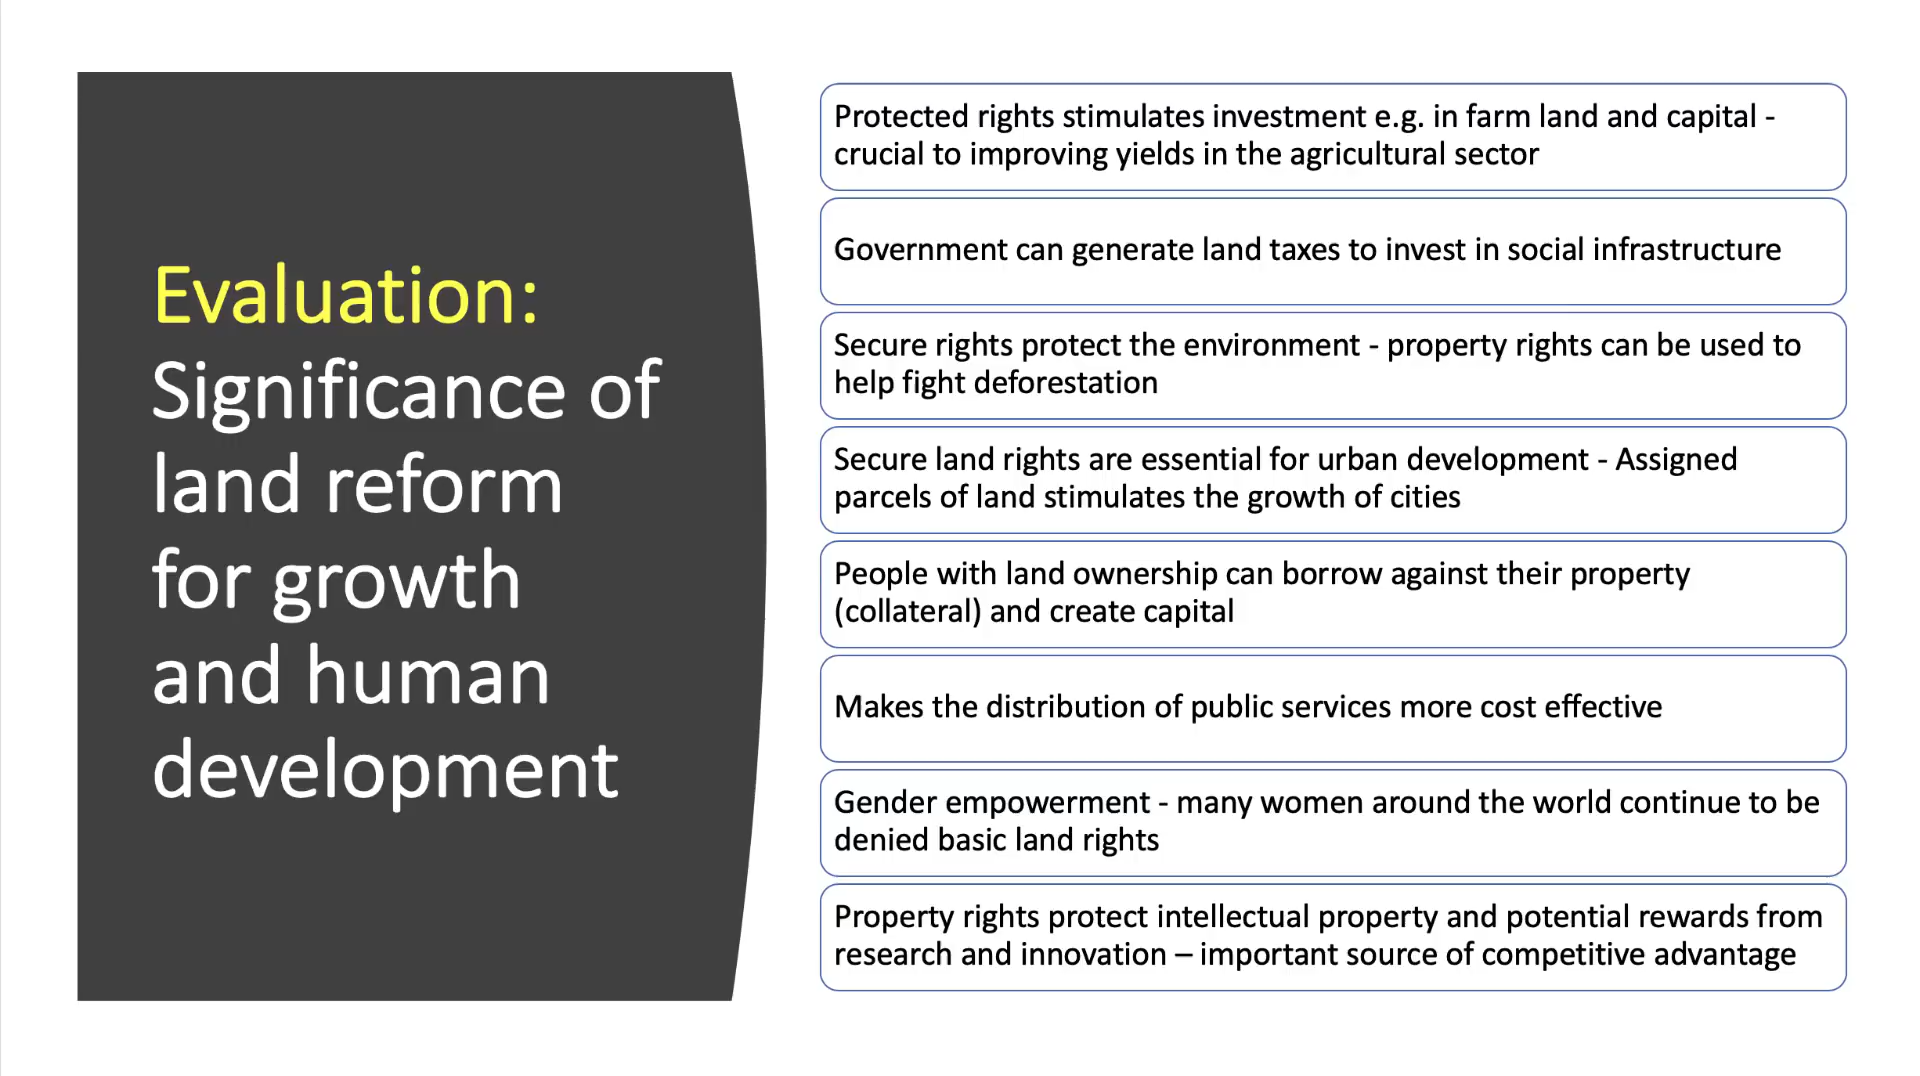 Evaluation:
Significance of
land reform
for growth
and human
development
Protected rights stimulates investment e.g. in farm land and capital -
crucial to improving yields in the agricultural sector
Government can generate land taxes to invest in social infrastructure
Secure rights protect the environment - property rights can be used to
help fight deforestation
Secure land rights are essential for urban development - Assigned
parcels of land stimulates the growth of cities
People with land ownership can borrow against their property
(collateral) and create capital
Makes the distribution of public services more cost effective
Gender empowerment - many women around the world continue to be
denied basic land rights
Property rights protect intellectual property and potential rewards from
research and innovation – important source of competitive advantage